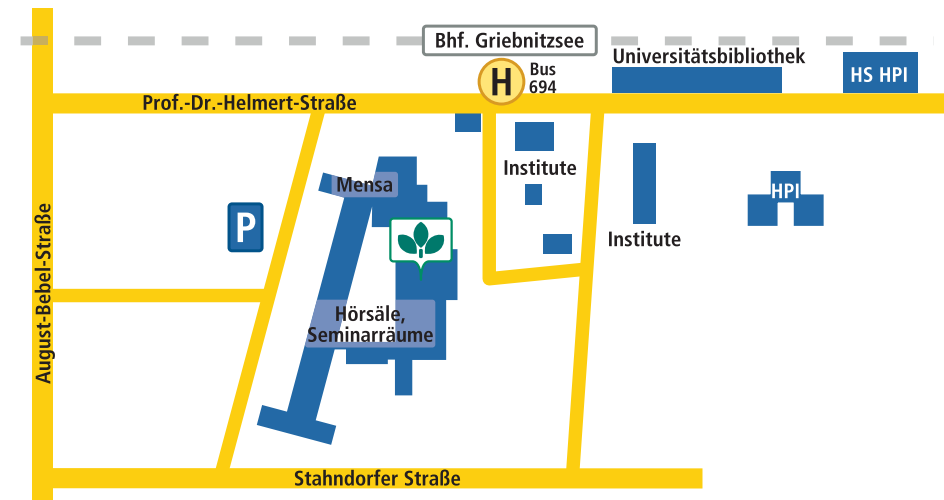 Bhf. Griebnitzsee
H
Bus
694
Universitätsbibliothek
HS HPI
Prof.-Dr.-Helmert-Straße
Institute
Mensa
HPI
P
Institute
August-Bebel-Straße
Hörsäle,
Seminarräume
Stahndorfer Straße